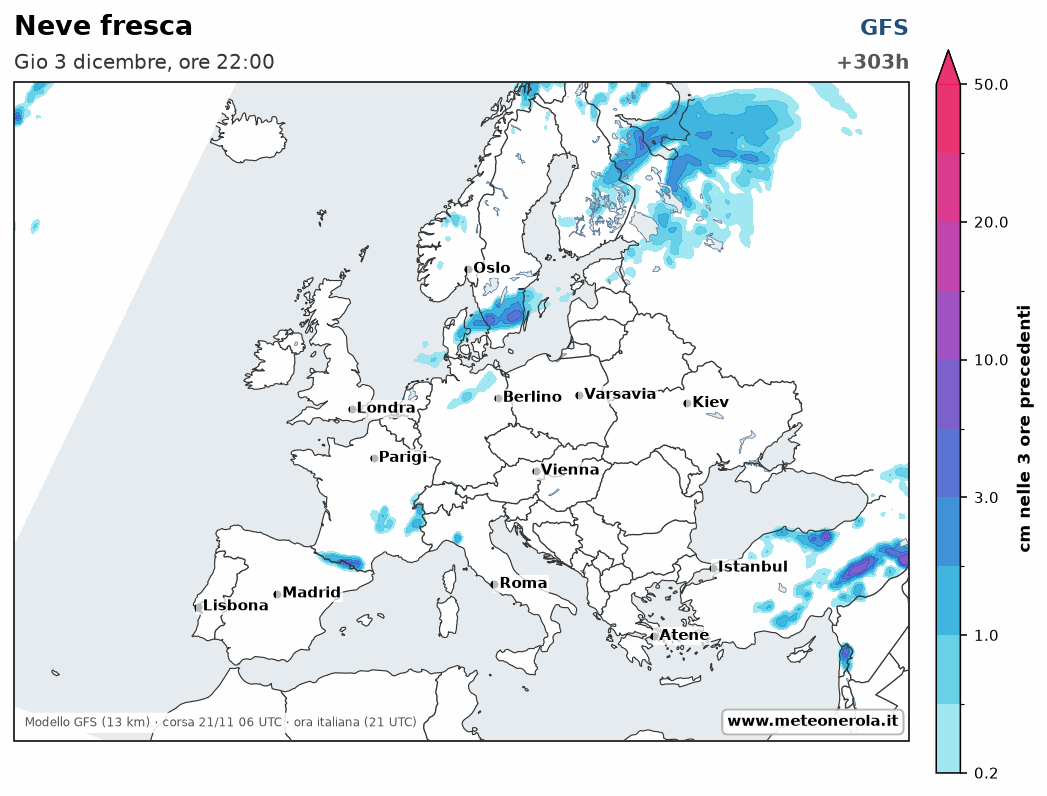 Neve fresca
GFS
Gio 3 dicembre, ore 22:00
+303h
50.0
20.0
10.0
3.0
1.0
0.2
cm nelle 3 ore precedenti
Oslo
Berlino
Varsavia
Kiev
Londra
Parigi
Vienna
Istanbul
Roma
Madrid
Lisbona
Atene
Modello GFS (13 km) · corsa 21/11 06 UTC · ora italiana (21 UTC)
www.meteonerola.it